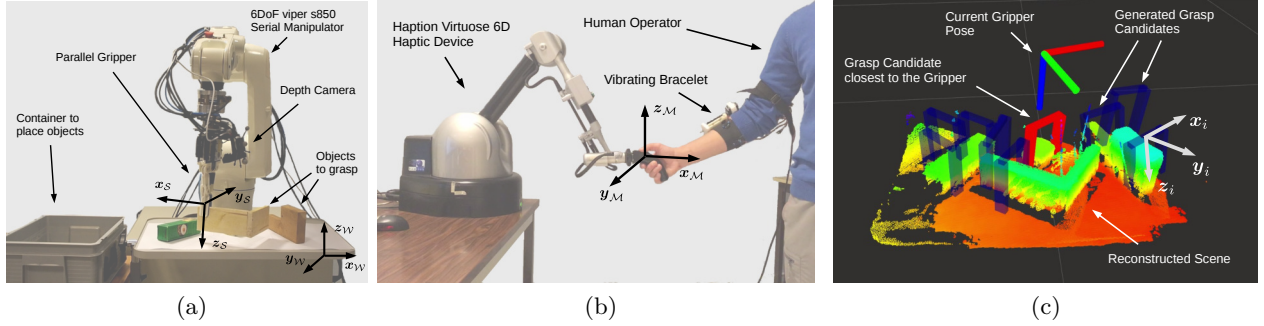 6DoF viper s850
Serial Manipulator
Parallel Gripper
Depth Camera
Container to
place objects
Objects
to grasp
x_S
y_S
z_S
z_W
y_W
x_W
(a)
Haption Virtuose 6D
Haptic Device
Human Operator
Vibrating Bracelet
z_M
x_M
y_M
(b)
Current Gripper
Pose
Generated Grasp
Candidates
Grasp Candidate
closest to the Gripper
x_i
y_i
z_i
Reconstructed Scene
(c)